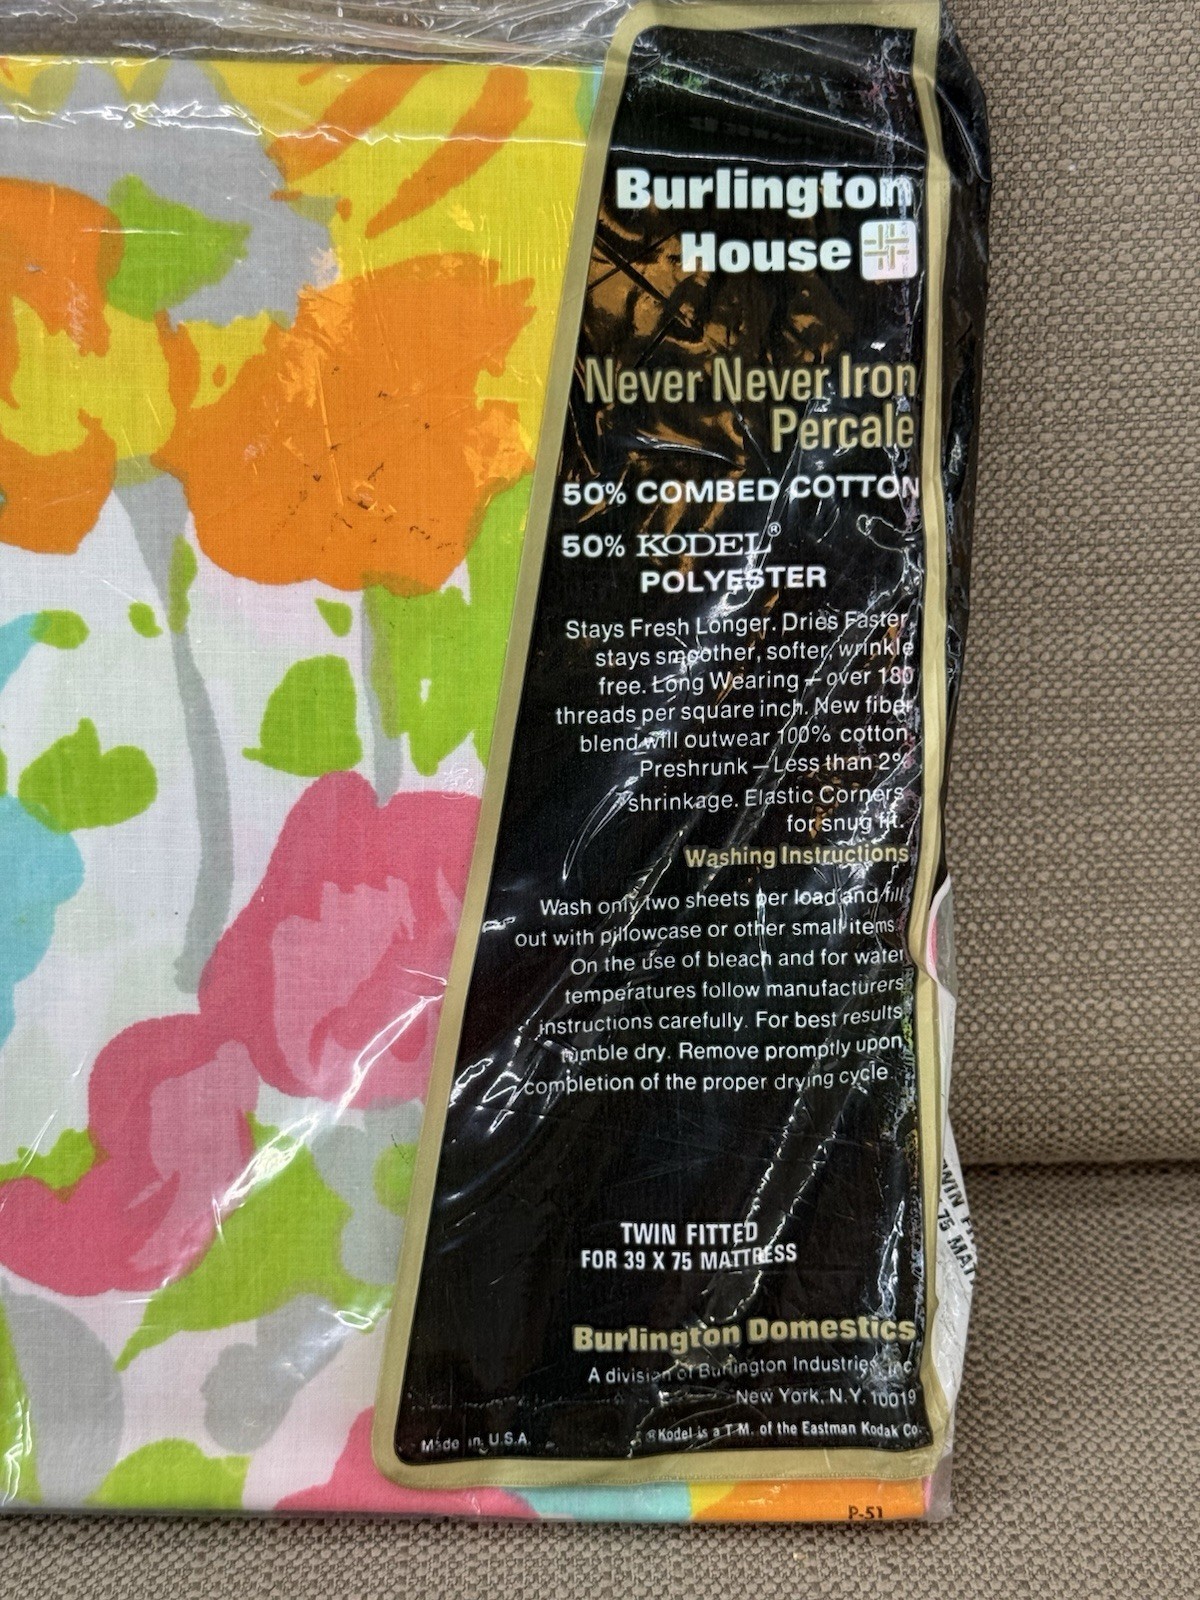 Burlington
House
Never Never Iron
Percale
50% COMBED COTTON
50% KODEL®
POLYESTER
Stays Fresh Longer. Dries Faster,
stays smoother, softer, wrinkle
free. Long Wearing – over 180
threads per square inch. New fiber
blend will outwear 100% cotton.
Preshrunk – Less than 2%
shrinkage. Elastic Corners
for snug fit.
Washing Instructions
Wash only two sheets per load and fill
out with pillowcase or other small items.
On the use of bleach and for water
temperatures follow manufacturers
instructions carefully. For best results
tumble dry. Remove promptly upon
completion of the proper drying cycle.
TWIN FITTED
FOR 39 X 75 MATTRESS
Burlington Domestics
A division of Burlington Industries, Inc.
New York, N.Y. 10019
Made in U.S.A.
®Kodel is a T.M. of the Eastman Kodak Co.
P-51
TWIN
75 MAT